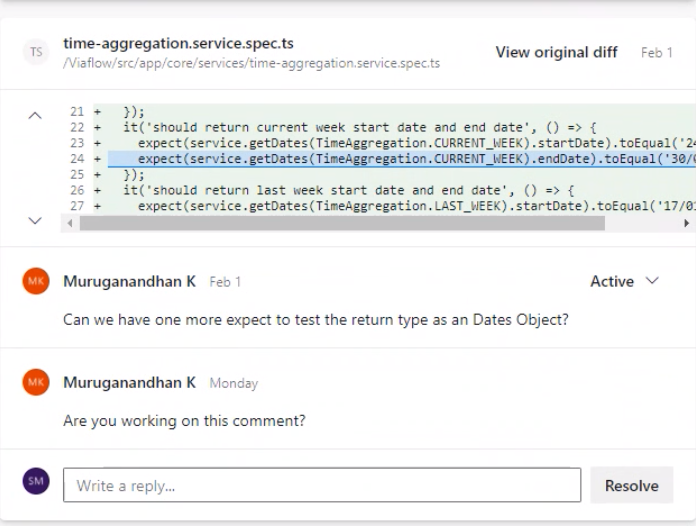 TS
time-aggregation.service.spec.ts
View original diff
Feb 1
/Viaflow/src/app/core/services/time-aggregation.service.spec.ts
21 + });
22 + it('should return current week start date and end date', () => {
23 + expect(service.getDates(TimeAggregation.CURRENT_WEEK).startDate).toEqual('24
24 + expect(service.getDates(TimeAggregation.CURRENT_WEEK).endDate).toEqual('30/0
25 + });
26 + it('should return last week start date and end date', () => {
27 + expect(service.getDates(TimeAggregation.LAST_WEEK).startDate).toEqual('17/01
MK
Muruganandhan K
Feb 1
Active
Can we have one more expect to test the return type as an Dates Object?
MK
Muruganandhan K
Monday
Are you working on this comment?
SM
Write a reply...
Resolve